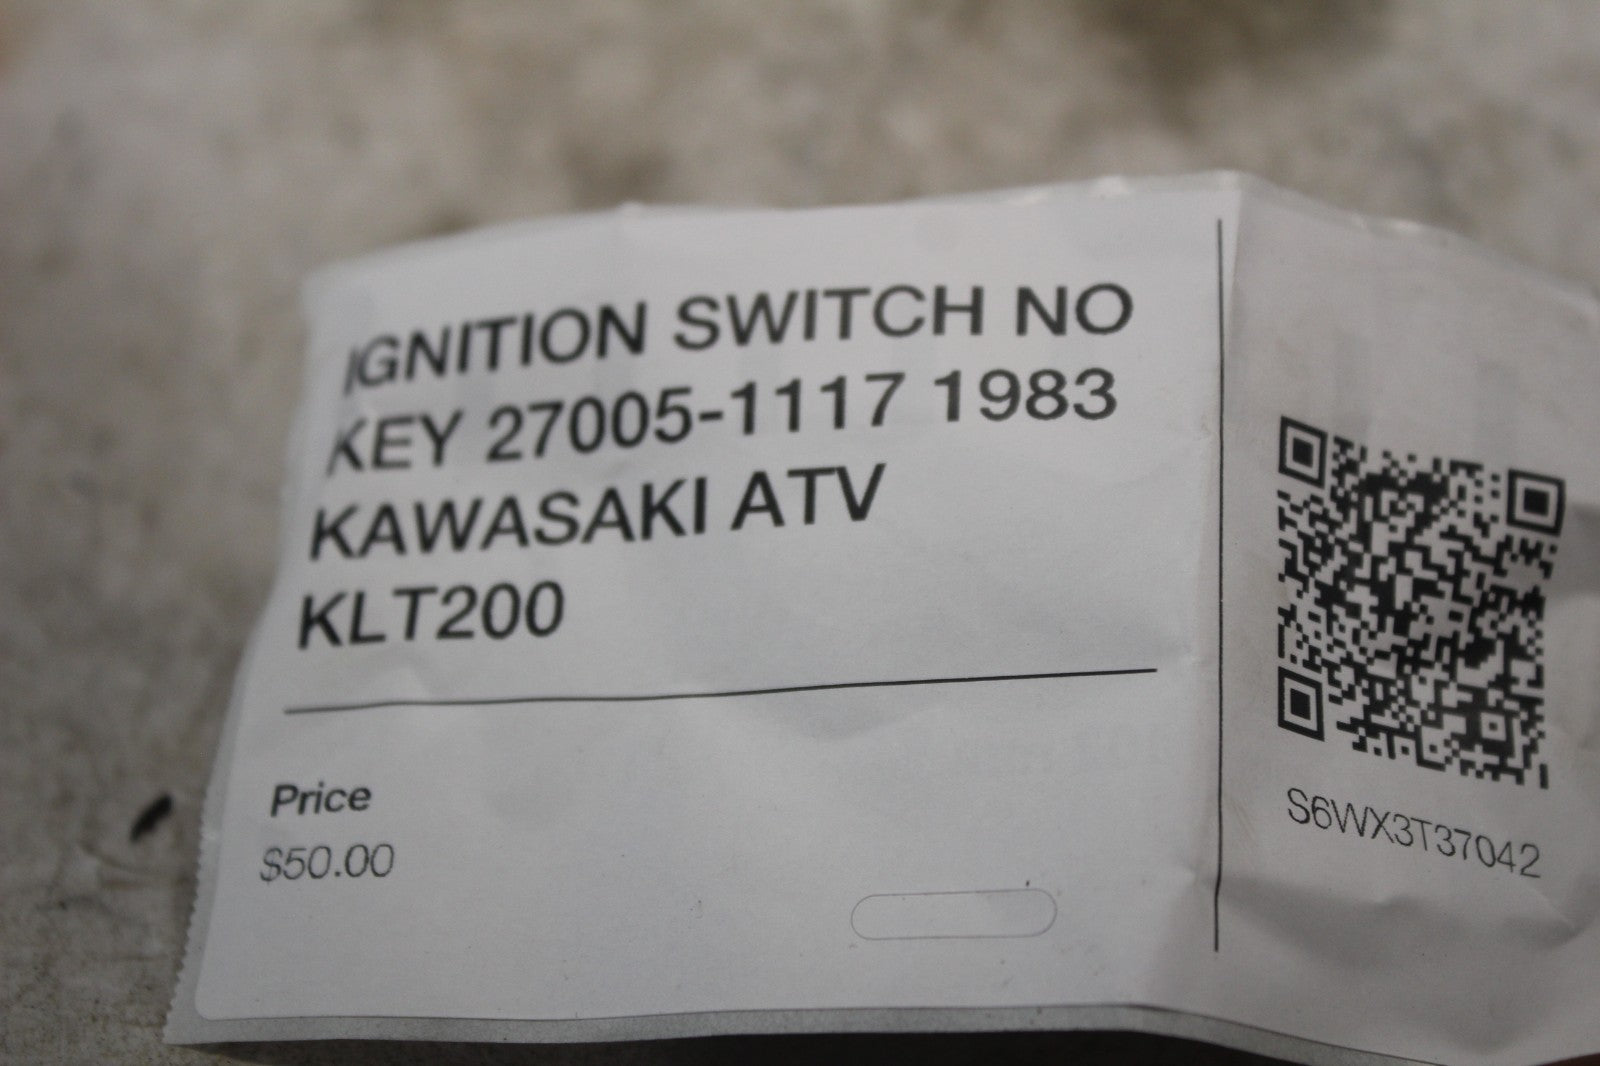 IGNITION SWITCH NO
KEY 27005-1117 1983
KAWASAKI ATV
KLT200
Price
$50.00
S6WX3T37042